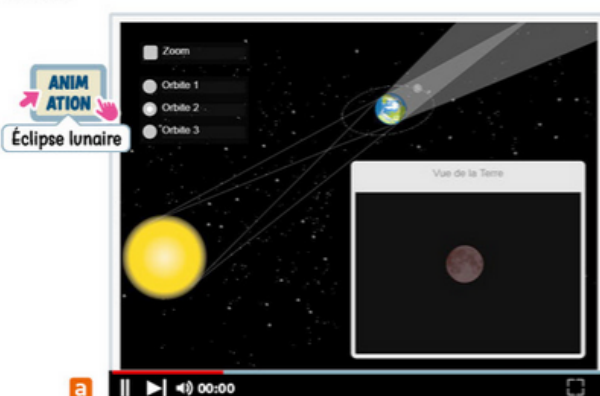 Zoom
Orbite 1
Orbite 2
Orbite 3
ANIM
ATION
Éclipse lunaire
Vue de la Terre
a
00:00